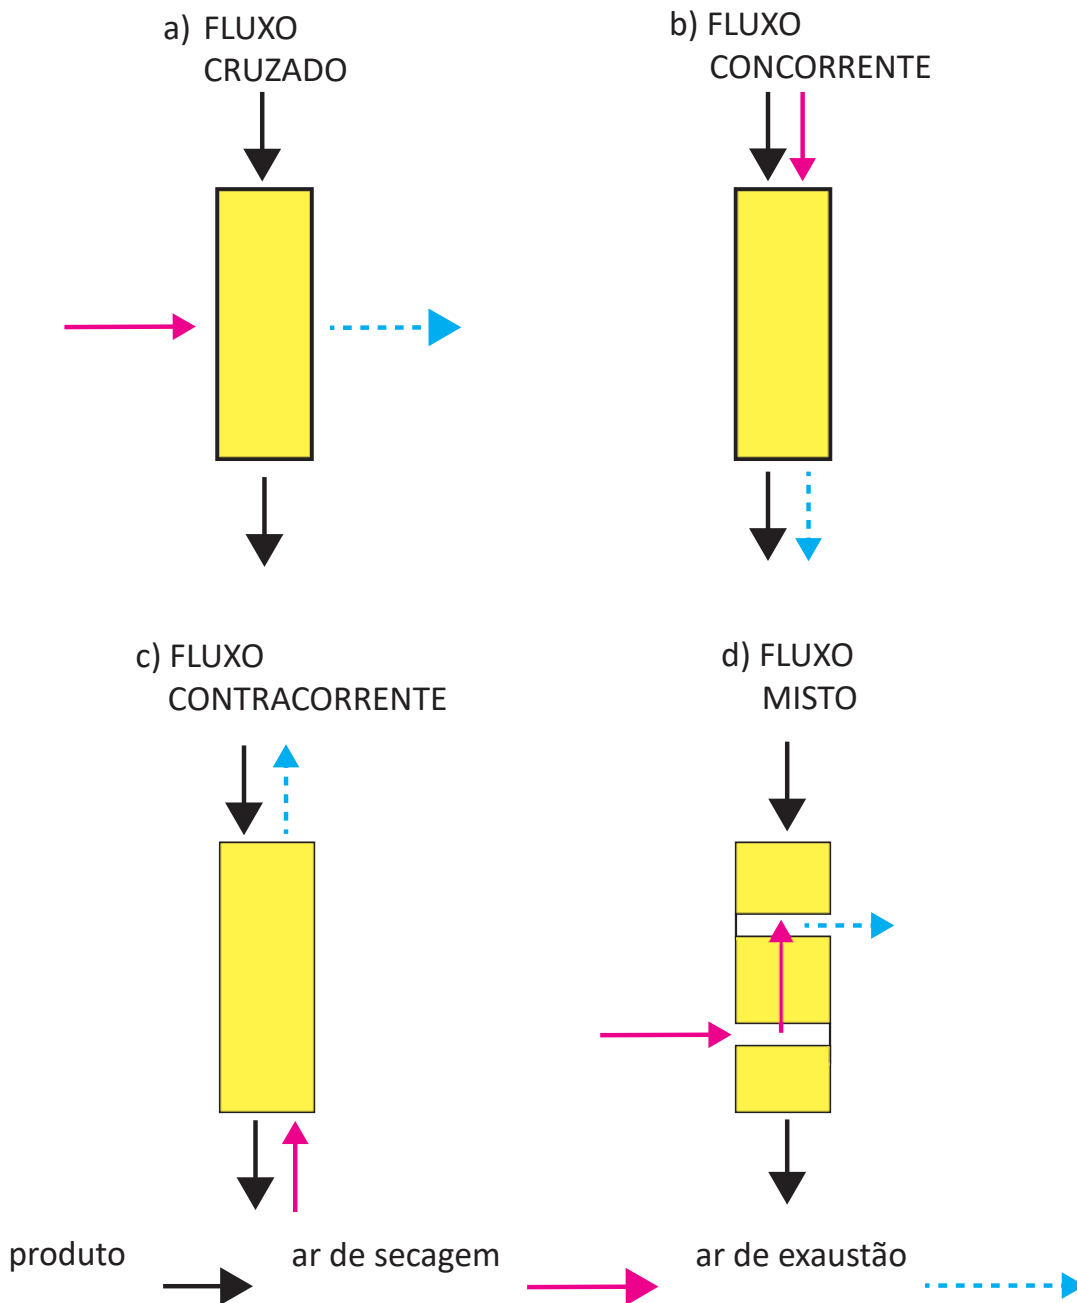 a) FLUXO
CRUZADO
b) FLUXO
CONCORRENTE
c) FLUXO
CONTRACORRENTE
d) FLUXO
MISTO
produto
ar de secagem
ar de exaustão